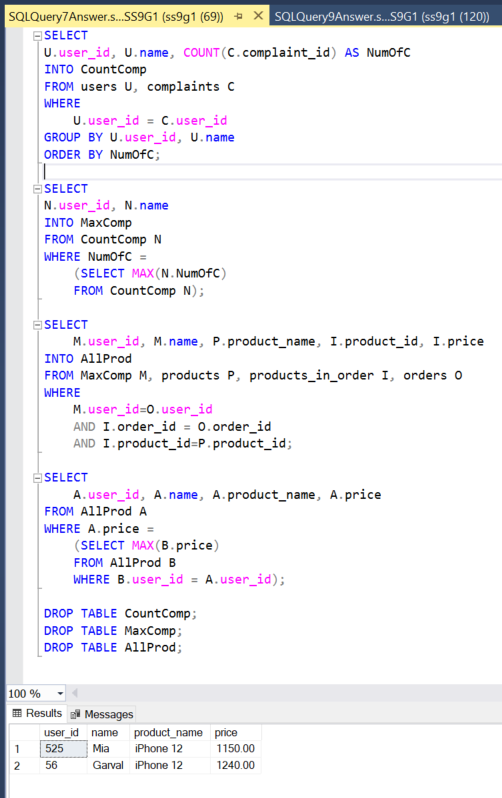 SQLQuery7Answer.s...SS9G1 (ss9g1 (69)) SQLQuery9Answer.s...S9G1 (ss9g1 (120))
SELECT
U.user_id, U.name, COUNT(C.complaint_id) AS NumOfC
INTO CountComp
FROM users U, complaints C
WHERE
U.user_id = C.user_id
GROUP BY U.user_id, U.name
ORDER BY NumOfC;
SELECT
N.user_id, N.name
INTO MaxComp
FROM CountComp N
WHERE NumOfC =
(SELECT MAX(N.NumOfC)
FROM CountComp N);
SELECT
M.user_id, M.name, P.product_name, I.product_id, I.price
INTO AllProd
FROM MaxComp M, products P, products_in_order I, orders O
WHERE
M.user_id=O.user_id
AND I.order_id = O.order_id
AND I.product_id=P.product_id;
SELECT
A.user_id, A.name, A.product_name, A.price
FROM AllProd A
WHERE A.price =
(SELECT MAX(B.price)
FROM AllProd B
WHERE B.user_id = A.user_id);
DROP TABLE CountComp;
DROP TABLE MaxComp;
DROP TABLE AllProd;
100 %
Results Messages
user_id name product_name price
1 525 Mia iPhone 12 1150.00
2 56 Garval iPhone 12 1240.00